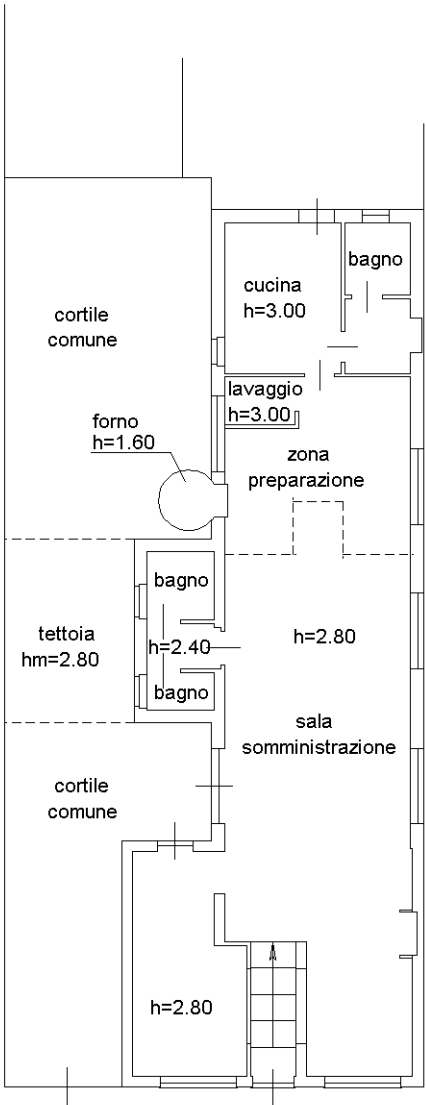 bagno
cucina
h=3.00
cortile
comune
lavaggio
h=3.00
forno
h=1.60
zona
preparazione
bagno
tettoia
hm=2.80
h=2.40
h=2.80
bagno
sala
somministrazione
cortile
comune
h=2.80